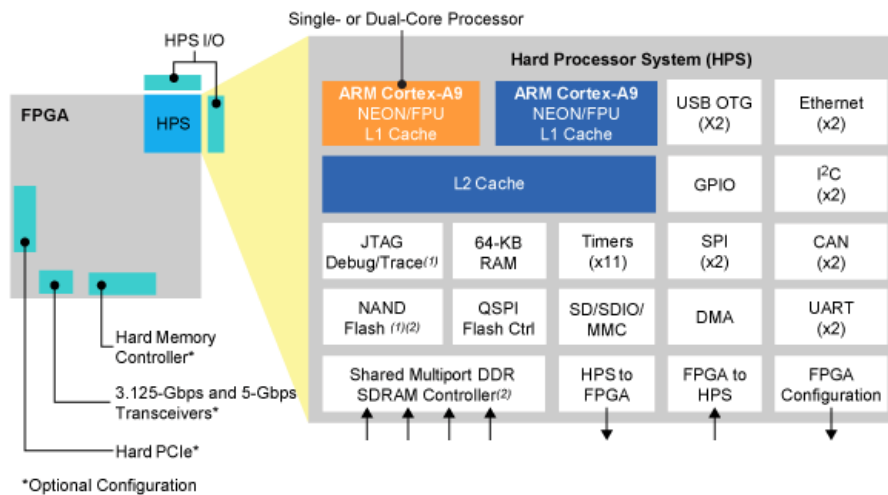 Single- or Dual-Core Processor
HPS I/O
FPGA
HPS
Hard Processor System (HPS)
ARM Cortex-A9
NEON/FPU
L1 Cache
ARM Cortex-A9
NEON/FPU
L1 Cache
USB OTG
(X2)
Ethernet
(x2)
L2 Cache
GPIO
I²C
(x2)
JTAG
Debug/Trace(1)
64-KB
RAM
Timers
(x11)
SPI
(x2)
CAN
(x2)
NAND
Flash (1)(2)
QSPI
Flash Ctrl
SD/SDIO/
MMC
DMA
UART
(x2)
Shared Multiport DDR
SDRAM Controller(2)
HPS to
FPGA
FPGA to
HPS
FPGA
Configuration
Hard Memory
Controller*
3.125-Gbps and 5-Gbps
Transceivers*
Hard PCIe*
*Optional Configuration